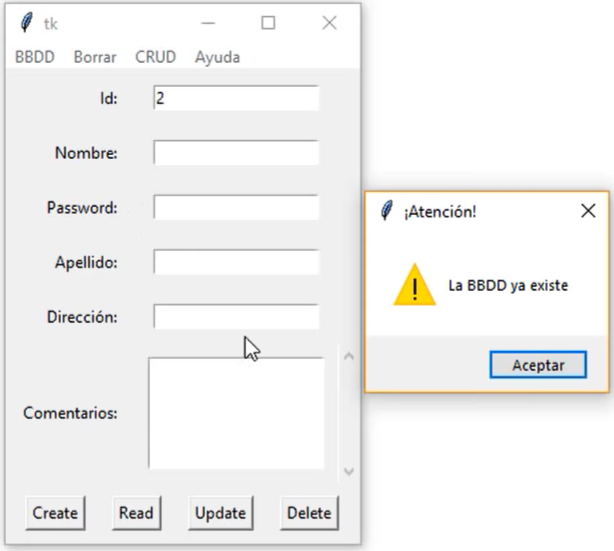 tk
BBDD Borrar CRUD Ayuda
Id: 2
Nombre:
Password:
Apellido:
Dirección:
Comentarios:
Create Read Update Delete
¡Atención!
La BBDD ya existe
Aceptar